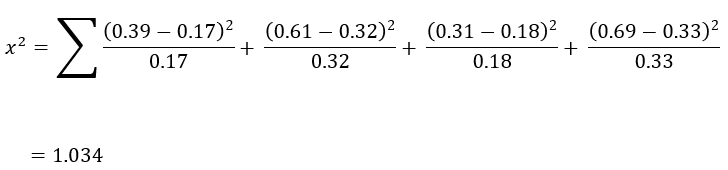 x² = ∑ (0.39 − 0.17)²/0.17 + (0.61 − 0.32)²/0.32 + (0.31 − 0.18)²/0.18 + (0.69 − 0.33)²/0.33
= 1.034